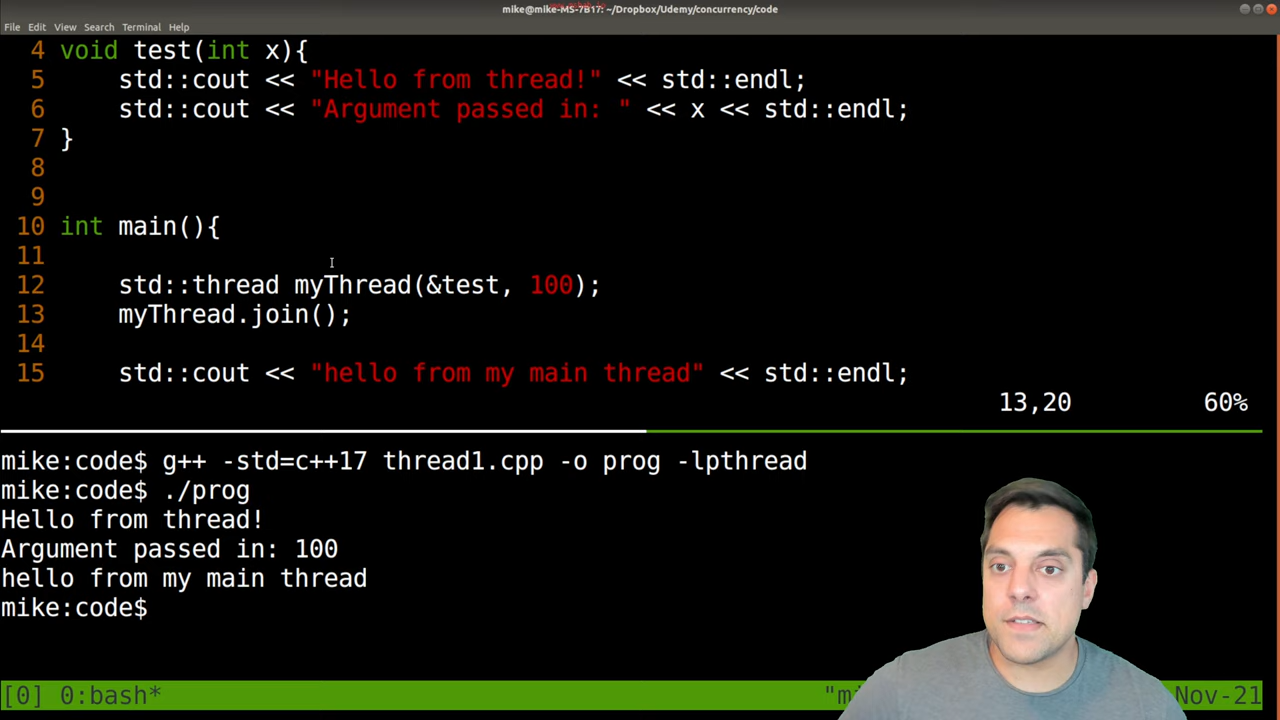 mike@mike-MS-7B17: ~/Dropbox/Udemy/concurrency/code
File Edit View Search Terminal Help
4 void test(int x){
5 std::cout << "Hello from thread!" << std::endl;
6 std::cout << "Argument passed in: " << x << std::endl;
7 }
8
9
10 int main(){
11
12 std::thread myThread(&test, 100);
13 myThread.join();
14
15 std::cout << "hello from my main thread" << std::endl;
13,20 60%
mike:code$ g++ -std=c++17 thread1.cpp -o prog -lpthread
mike:code$ ./prog
Hello from thread!
Argument passed in: 100
hello from my main thread
mike:code$
[0] 0:bash* Nov-21